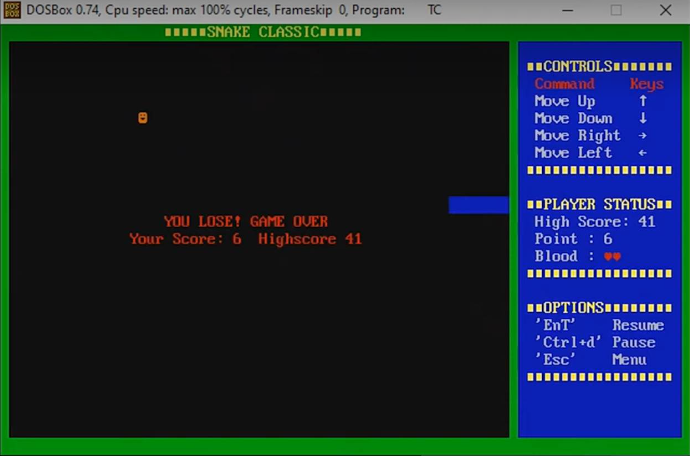 DOSBox 0.74, Cpu speed: max 100% cycles, Frameskip 0, Program: TC
SNAKE CLASSIC
YOU LOSE! GAME OVER
Your Score: 6 Highscore 41
CONTROLS
Command Keys
Move Up ↑
Move Down ↓
Move Right →
Move Left ←
PLAYER STATUS
High Score: 41
Point : 6
Blood : ♥♥
OPTIONS
'EnT' Resume
'Ctrl+d' Pause
'Esc' Menu